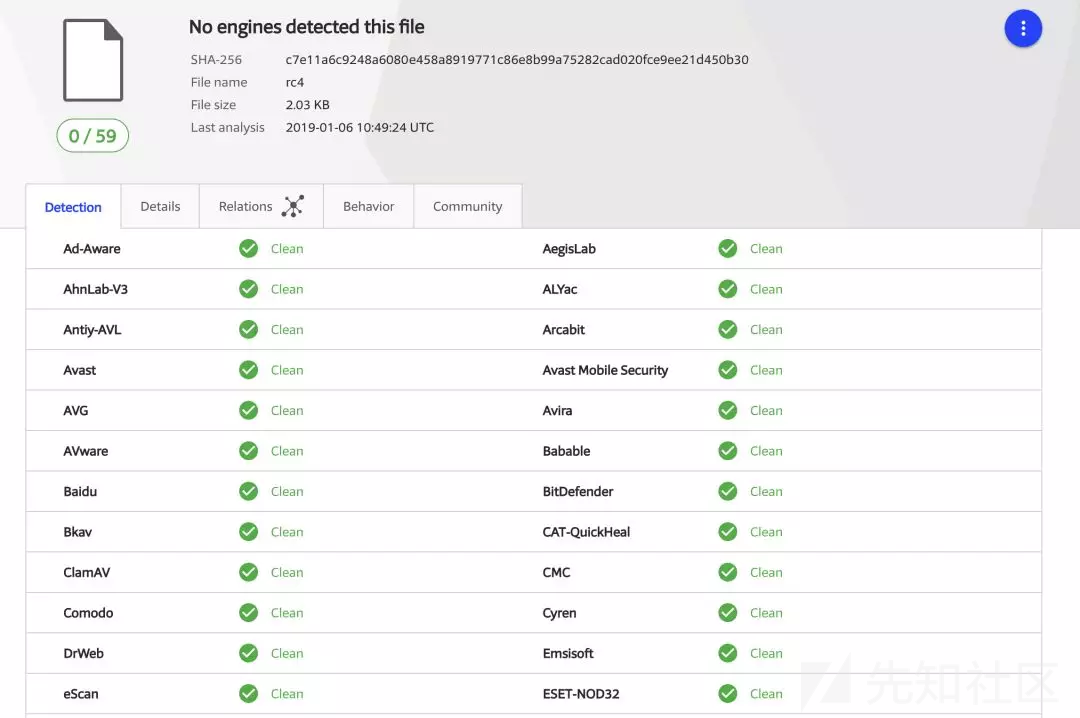 No engines detected this file
SHA-256 c7e11a6c9248a6080e458a8919771c86e8b99a75282cad020fce9ee21d450b30
File name rc4
File size 2.03 KB
Last analysis 2019-01-06 10:49:24 UTC
0 / 59
Detection Details Relations Behavior Community
Ad-Aware Clean AegisLab Clean
AhnLab-V3 Clean ALYac Clean
Antiy-AVL Clean Arcabit Clean
Avast Clean Avast Mobile Security Clean
AVG Clean Avira Clean
AVware Clean Babable Clean
Baidu Clean BitDefender Clean
Bkav Clean CAT-QuickHeal Clean
ClamAV Clean CMC Clean
Comodo Clean Cyren Clean
DrWeb Clean Emsisoft Clean
eScan Clean ESET-NOD32 Clean
先知社区